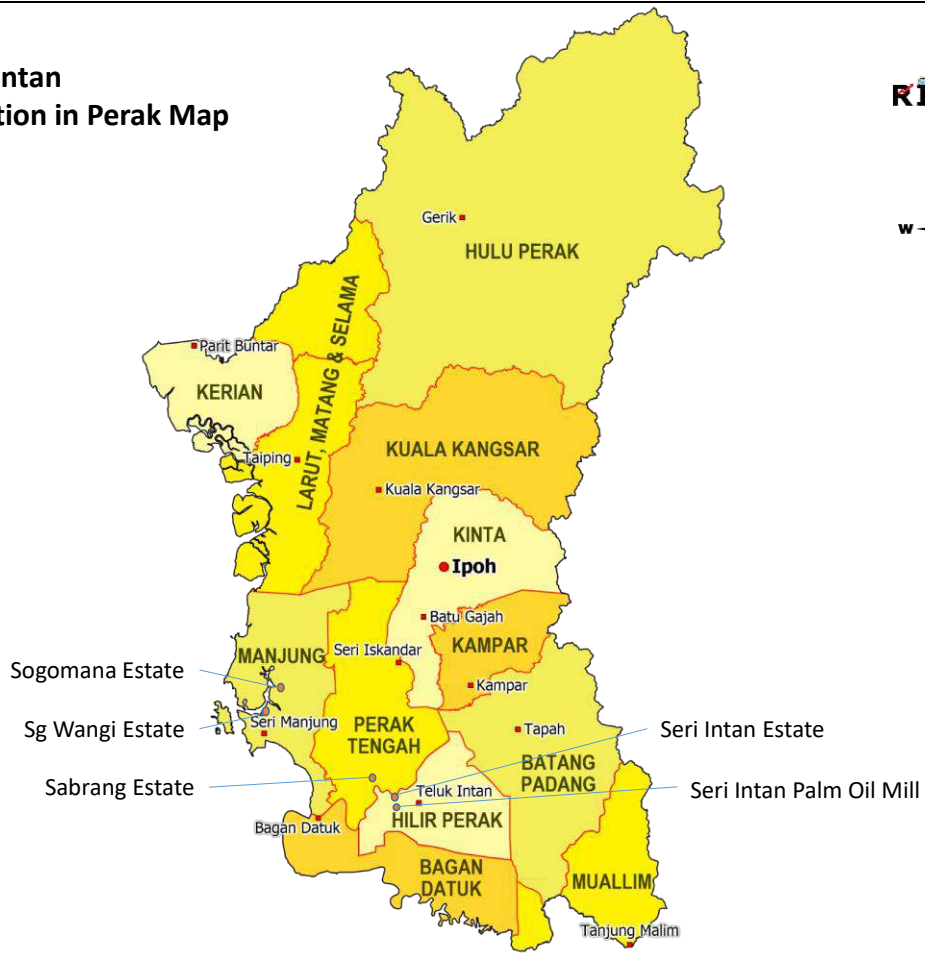 ntan
tion in Perak Map
RI
W
Gerik
HULU PERAK
LARUT, MATANG & SELAMA
Parit Buntar
KERIAN
Taiping
KUALA KANGSAR
Kuala Kangsar
KINTA
Ipoh
Batu Gajah
MANJUNG
Seri Iskandar
KAMPAR
Kampar
Sogomana Estate
Sg Wangi Estate
Seri Manjung
PERAK
TENGAH
Tapah
Seri Intan Estate
BATANG
PADANG
Sabrang Estate
Teluk Intan
Seri Intan Palm Oil Mill
HILIR PERAK
Bagan Datuk
BAGAN
DATUK
MUALLIM
Tanjung Malim